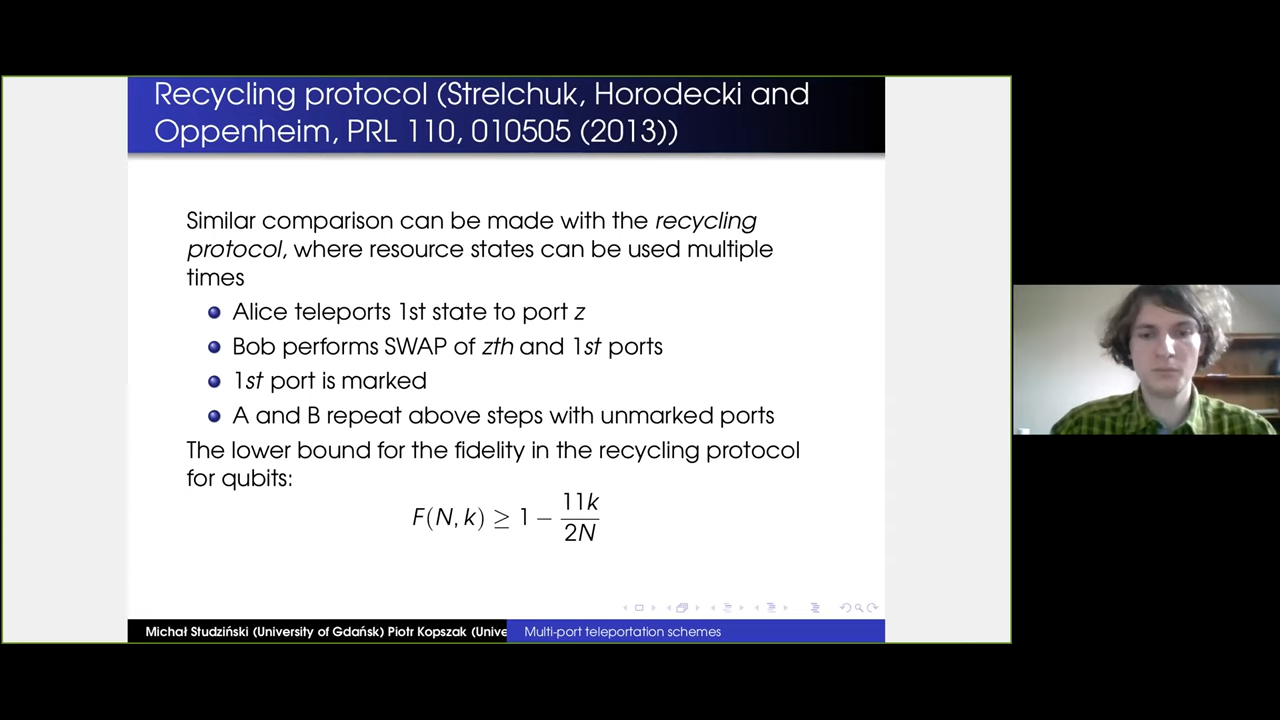 Recycling protocol (Strelchuk, Horodecki and
Oppenheim, PRL 110, 010505 (2013))
Similar comparison can be made with the recycling
protocol, where resource states can be used multiple
times
Alice teleports 1st state to port z
Bob performs SWAP of zth and 1st ports
1st port is marked
A and B repeat above steps with unmarked ports
The lower bound for the fidelity in the recycling protocol
for qubits:
F(N, k) ≥ 1 − 11k/2N
Michał Studziński (University of Gdańsk) Piotr Kopszak (Unive
Multi-port teleportation schemes